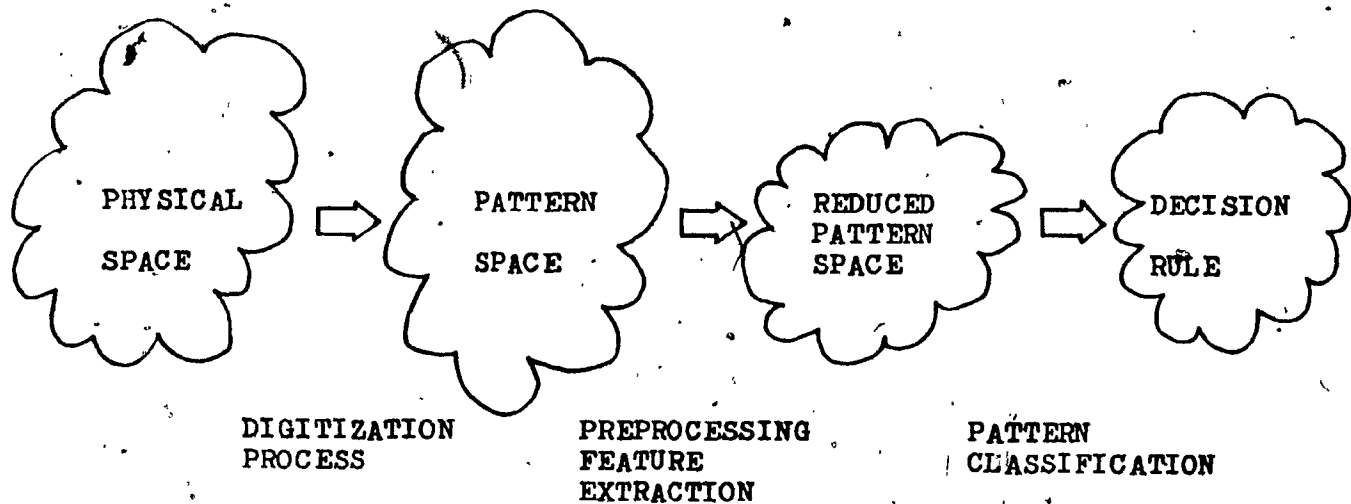 PHYSICAL
SPACE
PATTERN
SPACE
REDUCED
PATTERN
SPACE
DECISION
RULE
DIGITIZATION
PROCESS
PREPROCESSING
FEATURE
EXTRACTION
PATTERN
CLASSIFICATION